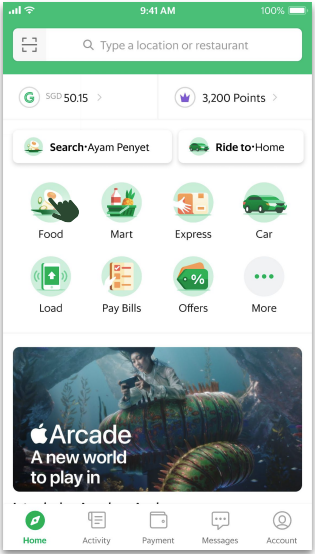 9:41 AM 100%
Type a location or restaurant
G SGD 50.15 3,200 Points
Search·Ayam Penyet Ride to·Home
Food Mart Express Car
%
Load Pay Bills Offers More
Arcade
A new world
to play in
Home Activity Payment Messages Account